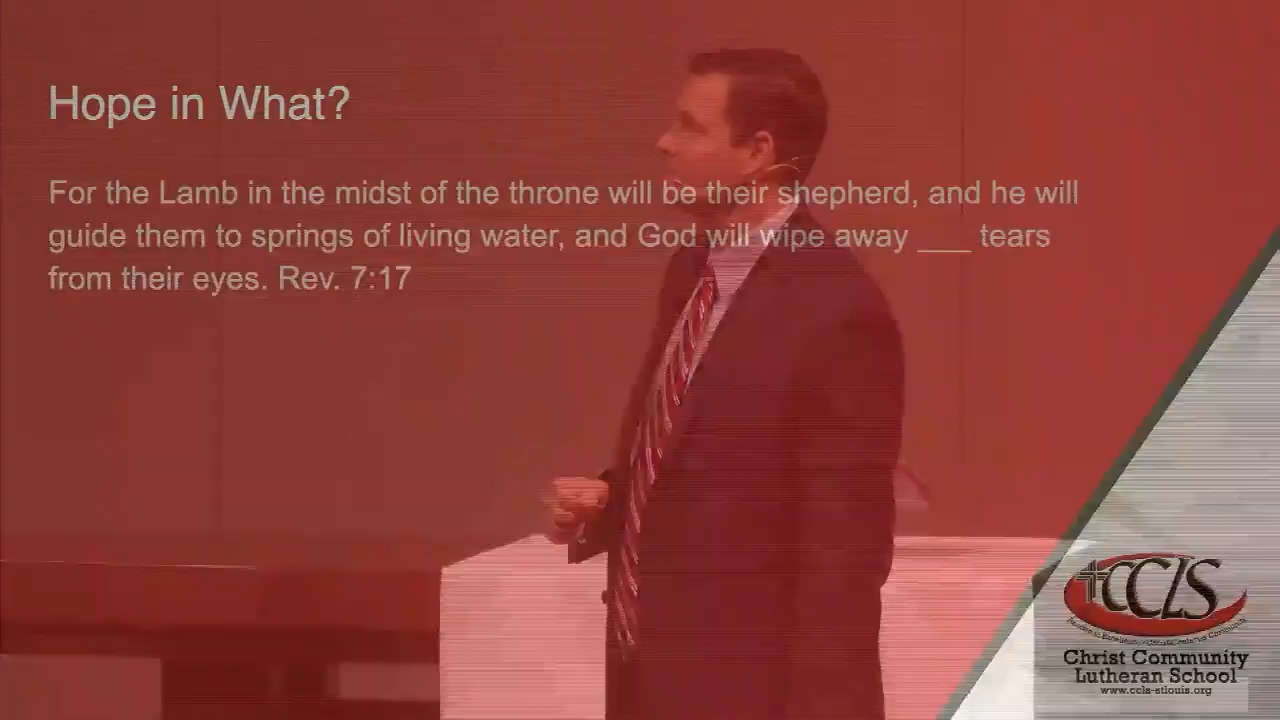 Hope in What?
For the Lamb in the midst of the throne will be their shepherd, and he will
guide them to springs of living water, and God will wipe away ___ tears
from their eyes. Rev. 7:17
CCLS
Christ Community
Lutheran School
www.ccls-stlouis.org